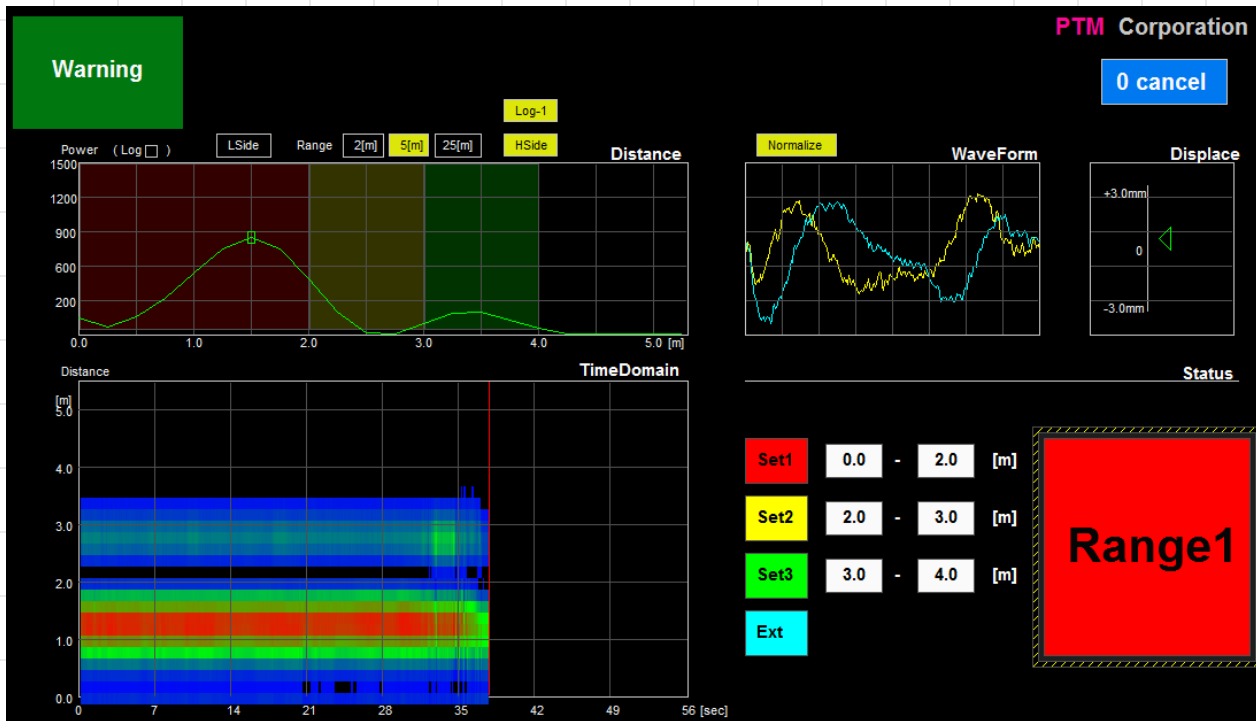 PTM Corporation
Warning
0 cancel
Log-1
Power ( Log )
LSide
Range
2[m]
5[m]
25[m]
HSide
Distance
1500
1200
900
600
200
0.0
1.0
2.0
3.0
4.0
5.0 [m]
Normalize
WaveForm
Displace
+3.0mm
0
-3.0mm
Distance
TimeDomain
[m]
5.0
4.0
3.0
2.0
1.0
0.0
0
7
14
21
28
35
42
49
56 [sec]
Status
Set1 0.0 - 2.0 [m]
Set2 2.0 - 3.0 [m]
Set3 3.0 - 4.0 [m]
Ext
Range1